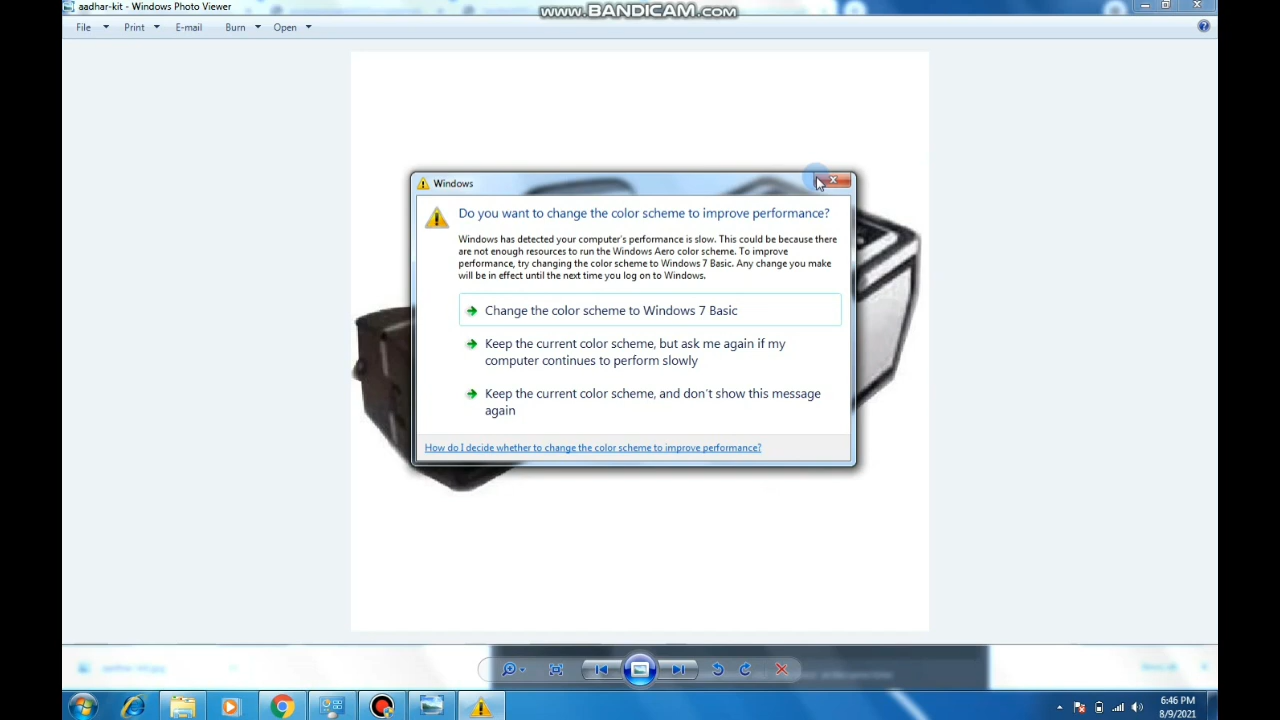 aadhar-kit - Windows Photo Viewer
www.BANDICAM.com
File Print E-mail Burn Open
Windows
Do you want to change the color scheme to improve performance?
Windows has detected your computer's performance is slow. This could be because there
are not enough resources to run the Windows Aero color scheme. To improve
performance, try changing the color scheme to Windows 7 Basic. Any change you make
will be in effect until the next time you log on to Windows.
Change the color scheme to Windows 7 Basic
Keep the current color scheme, but ask me again if my
computer continues to perform slowly
Keep the current color scheme, and don't show this message
again
How do I decide whether to change the color scheme to improve performance?
6:46 PM
8/9/2021